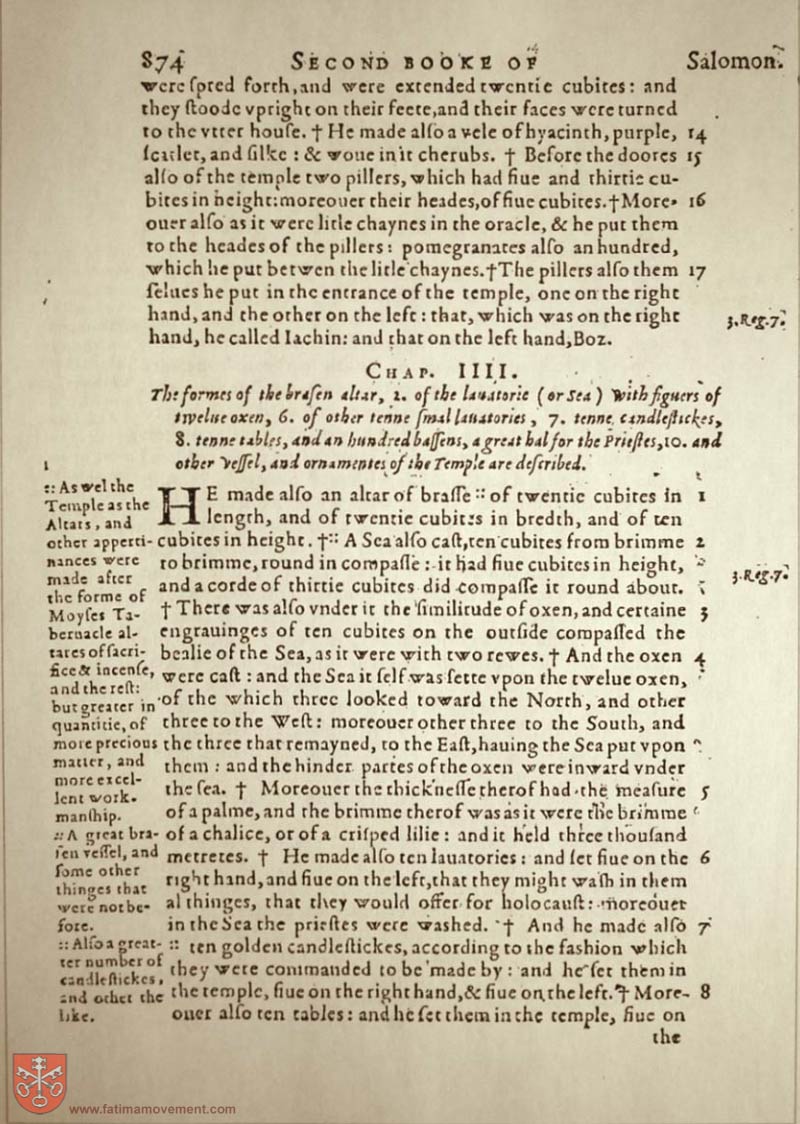 874 SECOND BOOKE OF Salomon.
were ſpred forth, and were extended twentie cubites: and
they ſtoode vpright on their feete, and their faces were turned
to the vtter houſe. † He made alſo a vele of hyacinth, purple, 14
ſcarlet, and ſilke: & woue in it cherubs. † Before the doores 15
alſo of the temple two pillers, which had fiue and thirtie cu-
bites in height: moreouer their heades, of fiue cubites. † More- 16
ouer alſo as it were litle chaynes in the oracle, & he put them
to the heades of the pillers: pomegranates alſo an hundred,
which he put betwen the litle chaynes. † The pillers alſo them 17
ſelues he put in the entrance of the temple, one on the right
hand, and the other on the left: that, which was on the right
3. Reg. 7.
hand, he called Iachin: and that on the left hand, Boz.
CHAP. IIII.
The formes of the braſen altar, 2. of the lauatorie (or Sea) with figuers of
twelue oxen, 6. of other tenne ſmal lauatories, 7. tenne candleſtickes,
8. tenne tables, and an hundred baſſens, a great hal for the Prieſtes, 10. and
other veſſel, and ornamentes of the Temple are deſcribed.
HE made alſo an altar of braſſe :: of twentie cubites in 1
length, and of twentie cubites in bredth, and of ten
cubites in height. † :: A Sea alſo caſt, ten cubites from brimme 2
to brimme, round in compaſſe: it had fiue cubites in height,
3. Reg. 7.
and a corde of thirtie cubites did compaſſe it round about.
† There was alſo vnder it the ſimilitude of oxen, and certaine 3
engrauinges of ten cubites on the outſide compaſſed the
bealie of the Sea, as it were with two rewes. † And the oxen 4
were caſt: and the Sea it ſelf was ſette vpon the twelue oxen,
of the which three looked toward the North, and other
three to the Weſt: moreouer other three to the South, and
the three that remayned, to the Eaſt, hauing the Sea put vpon
them: and the hinder partes of the oxen were inward vnder
the ſea. † Moreouer the thickneſſe therof had the meaſure 5
of a palme, and the brimme therof was as it were the brimme
of a chalice, or of a criſped lilie: and it held three thouſand
metretes. † He made alſo ten lauatories: and ſet fiue on the 6
right hand, and fiue on the left, that they might waſh in them
al thinges, that they would offer for holocauſt: moreouer
in the Sea the prieſtes were waſhed. † And he made alſo 7
:: ten golden candleſtickes, according to the faſhion which
they were commanded to be made by: and he ſet them in
the temple, fiue on the right hand, & fiue on the left. † More- 8
ouer alſo ten tables: and he ſet them in the temple, fiue on
the
:: As wel the
Temple as the
Altars, and
other apperti-
nances were
made after
the forme of
Moyſes Ta-
bernacle al-
tares of ſacri-
fice & incenſe,
and the reſt:
but greater in
quantitie, of
more precious
matter, and
more excel-
lent work-
manſhip.
:: A great bra-
ſen veſſel, and
ſome other
thinges that
were not be-
fore.
:: Alſo a great-
ter number of
candleſtickes,
and other the
like.
www.fatimamovement.com